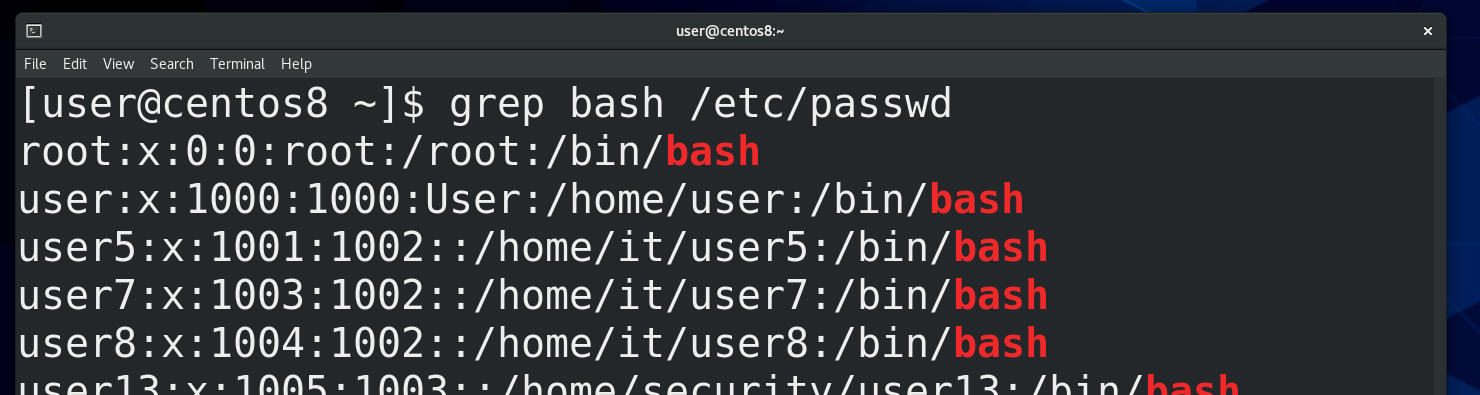 user@centos8:~
File Edit View Search Terminal Help
[user@centos8 ~]$ grep bash /etc/passwd
root:x:0:0:root:/root:/bin/bash
user:x:1000:1000:User:/home/user:/bin/bash
user5:x:1001:1002::/home/it/user5:/bin/bash
user7:x:1003:1002::/home/it/user7:/bin/bash
user8:x:1004:1002::/home/it/user8:/bin/bash
user13:x:1005:1003::/home/security/user13:/bin/bash